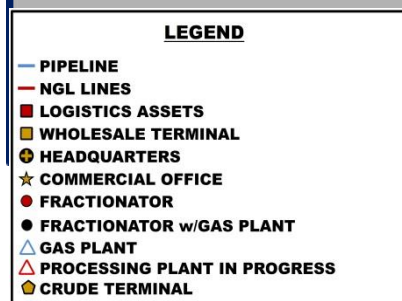 LEGEND
PIPELINE
NGL LINES
LOGISTICS ASSETS
WHOLESALE TERMINAL
HEADQUARTERS
COMMERCIAL OFFICE
FRACTIONATOR
FRACTIONATOR w/GAS PLANT
GAS PLANT
PROCESSING PLANT IN PROGRESS
CRUDE TERMINAL